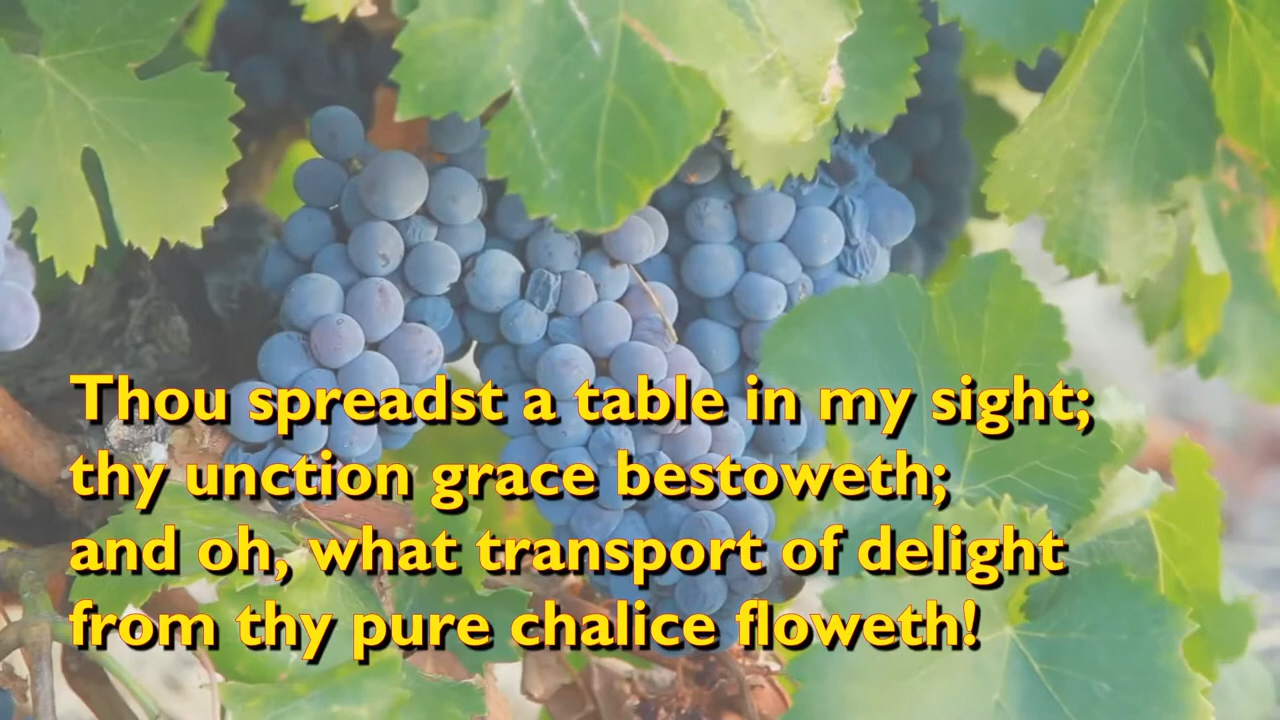 Thou spreadst a table in my sight;
thy unction grace bestoweth;
and oh, what transport of delight
from thy pure chalice floweth!